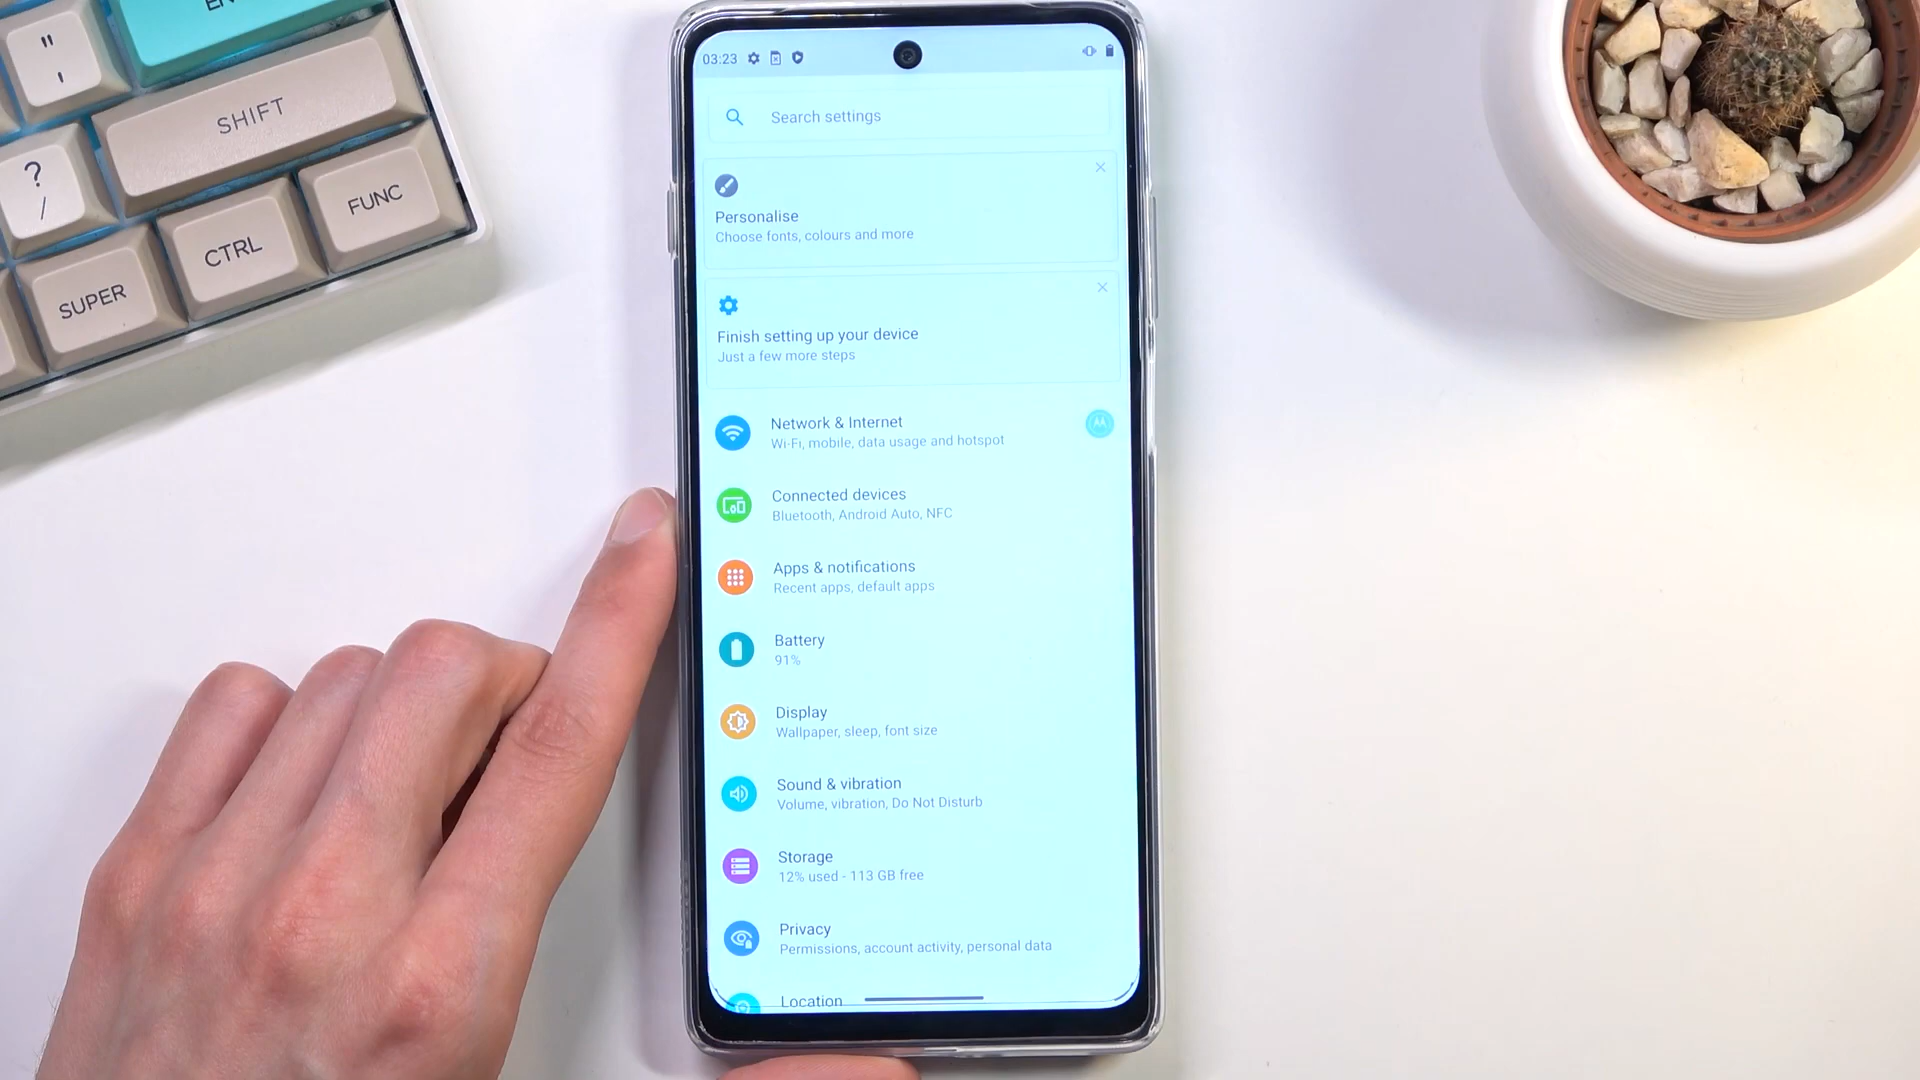 EN
"
'
SHIFT
?
/
CTRL
FUNC
SUPER
03:23
Search settings
Personalise
Choose fonts, colours and more
Finish setting up your device
Just a few more steps
Network & Internet
Wi-Fi, mobile, data usage and hotspot
Connected devices
Bluetooth, Android Auto, NFC
Apps & notifications
Recent apps, default apps
Battery
91%
Display
Wallpaper, sleep, font size
Sound & vibration
Volume, vibration, Do Not Disturb
Storage
12% used - 113 GB free
Privacy
Permissions, account activity, personal data
Location